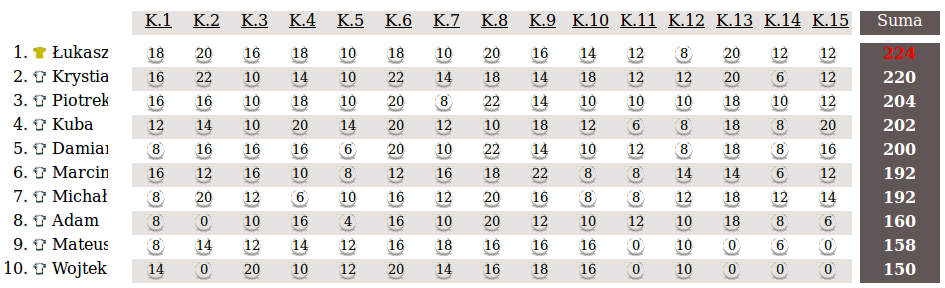 K.1 K.2 K.3 K.4 K.5 K.6 K.7 K.8 K.9 K.10 K.11 K.12 K.13 K.14 K.15 Suma
1. Łukasz 18 20 16 18 10 18 10 20 16 14 12 8 20 12 12 224
2. Krystia 16 22 10 14 10 22 14 18 14 18 12 12 20 6 12 220
3. Piotrek 16 16 10 18 10 20 8 22 14 10 10 10 18 10 12 204
4. Kuba 12 14 10 20 14 20 12 10 18 12 6 8 18 8 20 202
5. Damian 8 16 16 16 6 20 10 22 14 10 12 8 18 8 16 200
6. Marcin 16 12 16 10 8 12 16 18 22 8 8 14 14 6 12 192
7. Michał 8 20 12 6 10 16 12 20 16 8 8 12 18 12 14 192
8. Adam 8 0 10 16 4 16 10 20 12 10 12 10 18 8 6 160
9. Mateus 8 14 12 14 12 16 18 16 16 16 0 10 0 6 0 158
10. Wojtek 14 0 20 10 12 20 14 16 18 16 0 10 0 0 0 150